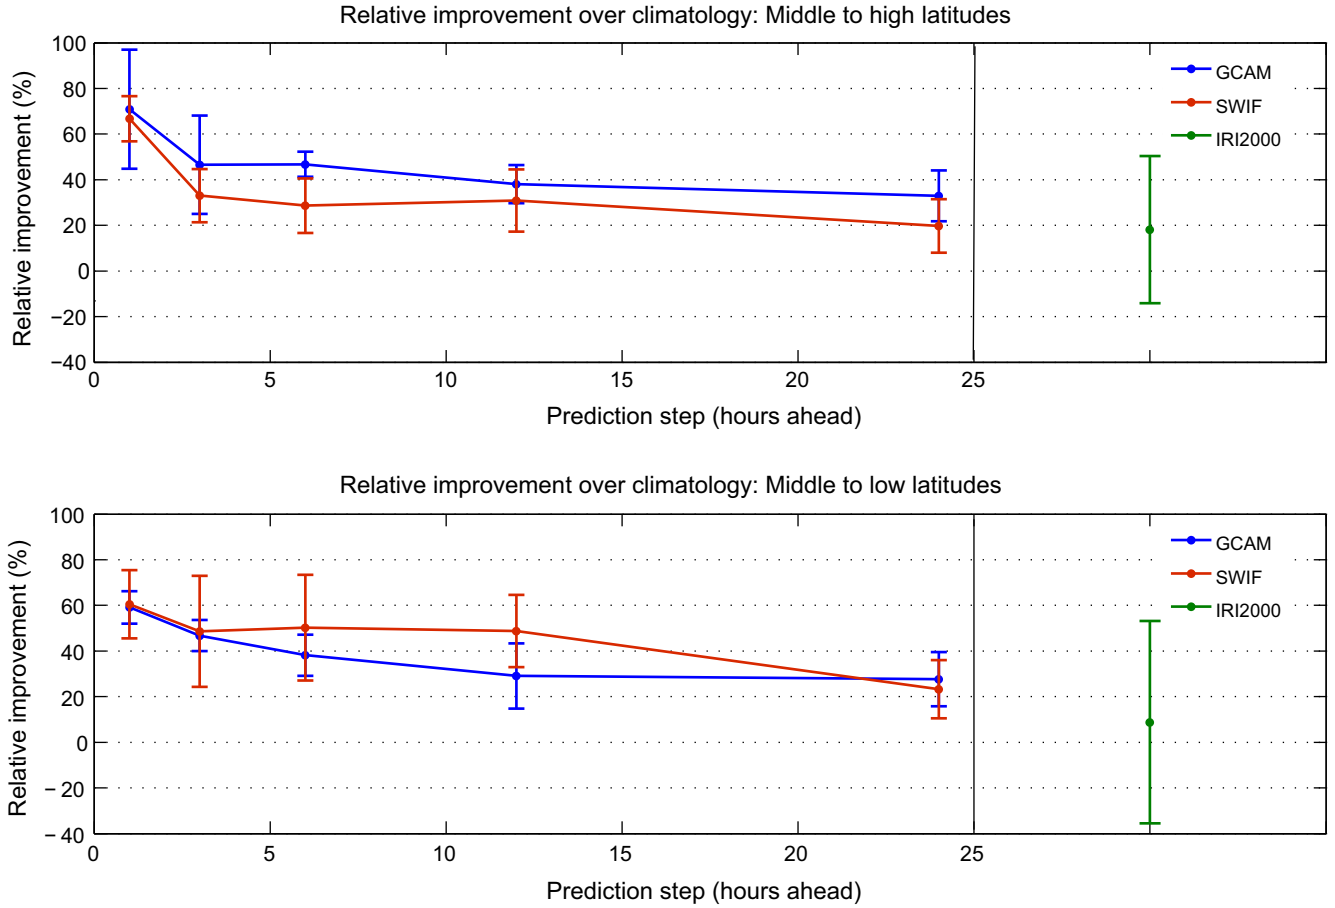 Relative improvement over climatology: Middle to high latitudes
Relative improvement (%)
100
80
60
40
20
0
−20
−40
0
5
10
15
20
25
Prediction step (hours ahead)
GCAM
SWIF
IRI2000
Relative improvement over climatology: Middle to low latitudes
Relative improvement (%)
100
80
60
40
20
0
− 20
− 40
0
5
10
15
20
25
Prediction step (hours ahead)
GCAM
SWIF
IRI2000